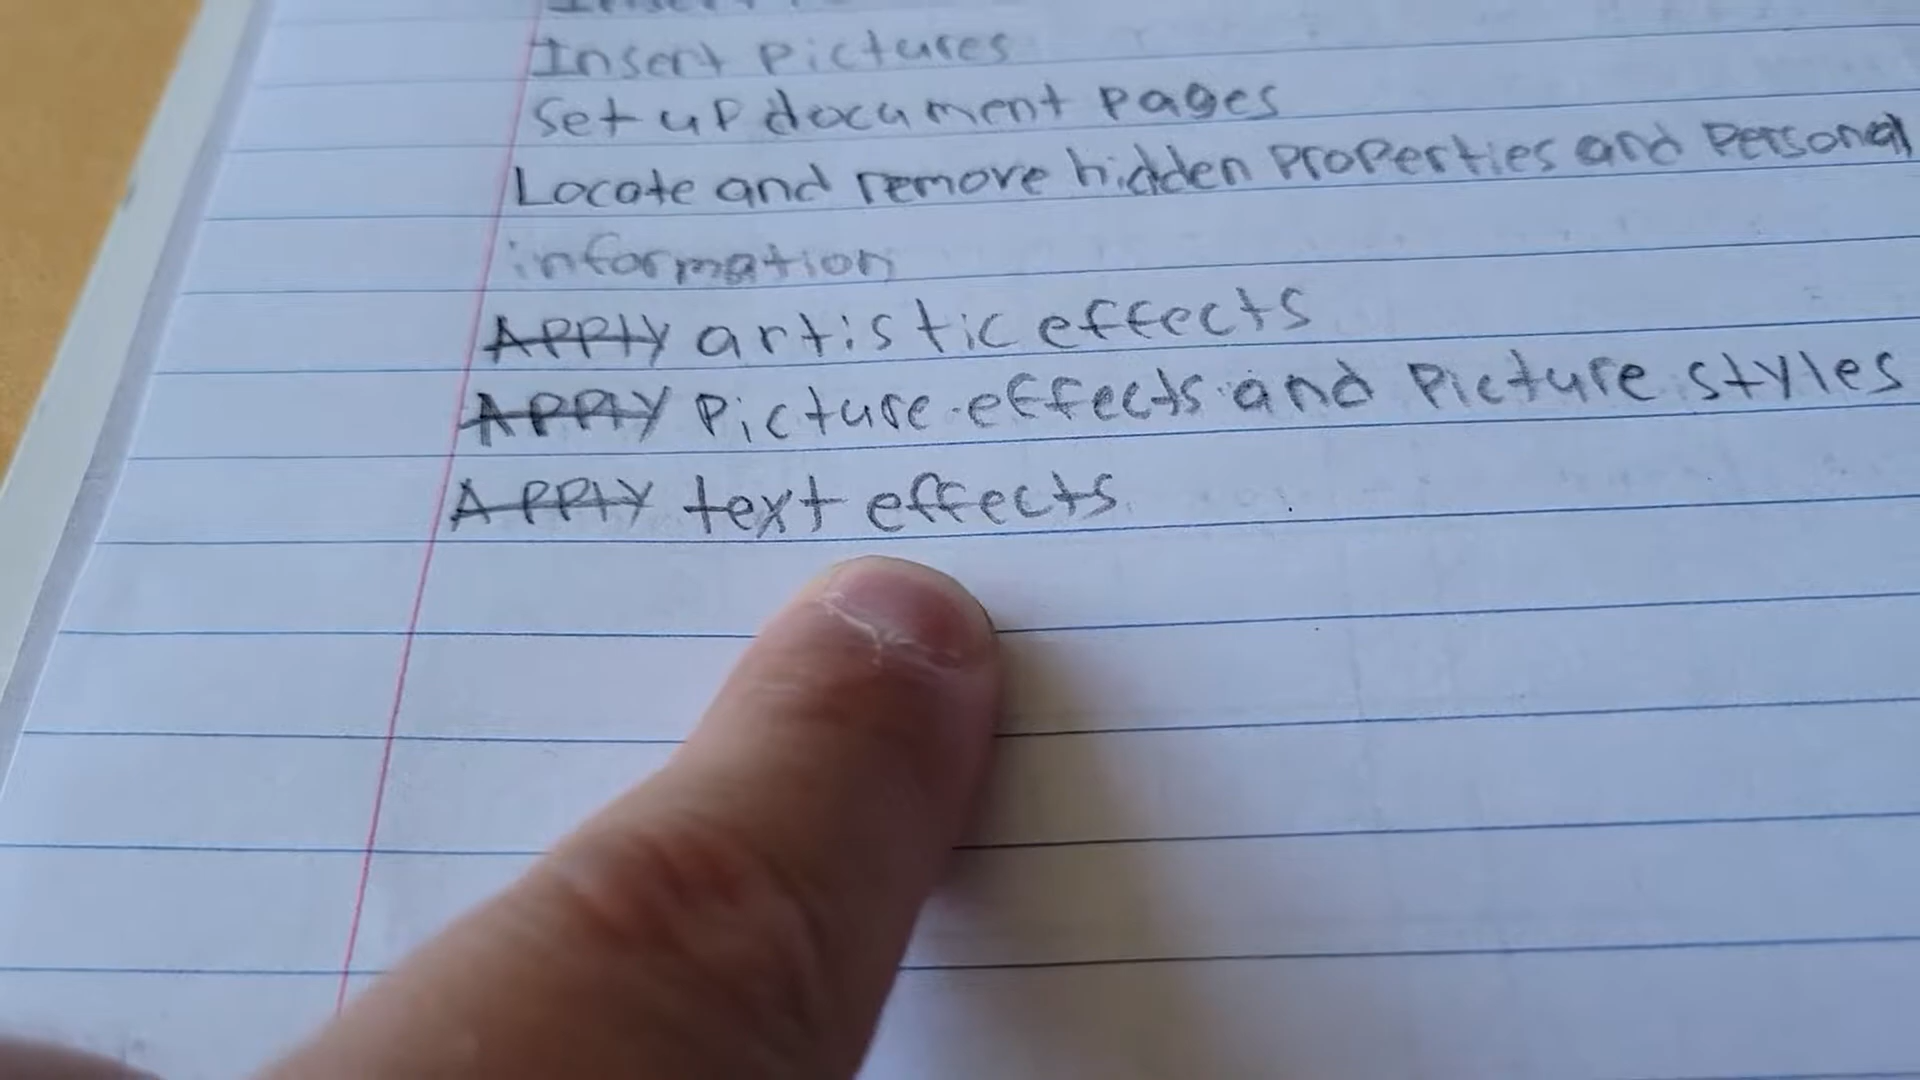 Insert
Insert pictures
Set up document pages
Locate and remove hidden properties and personal
information
APPLY artistic effects
APPLY Picture effects and Picture styles
APPLY text effects